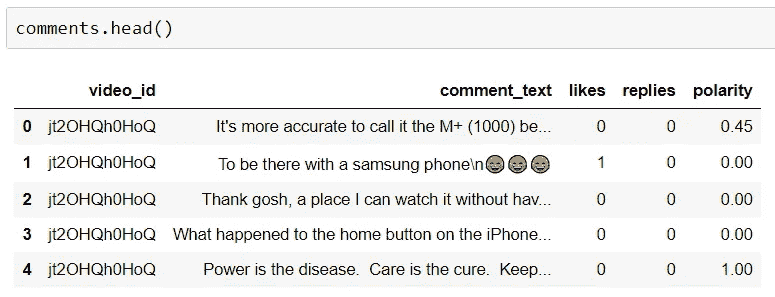 comments.head()
video_id comment_text likes replies polarity
0 jt2OHQh0HoQ It's more accurate to call it the M+ (1000) be... 0 0 0.45
1 jt2OHQh0HoQ To be there with a samsung phone\n😁😁😁 1 0 0.00
2 jt2OHQh0HoQ Thank gosh, a place I can watch it without hav... 0 0 0.00
3 jt2OHQh0HoQ What happened to the home button on the iPhone... 0 0 0.00
4 jt2OHQh0HoQ Power is the disease.  Care is the cure.  Keep... 0 0 1.00